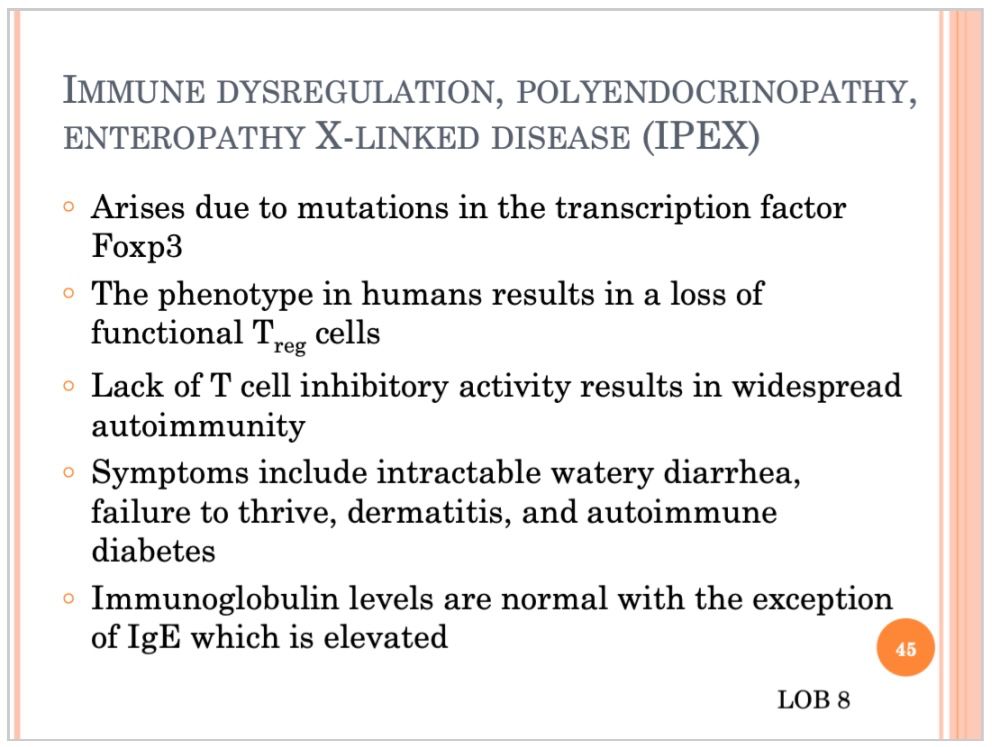 Immune dysregulation, polyendocrinopathy,
enteropathy X-linked disease (IPEX)
Arises due to mutations in the transcription factor
Foxp3
The phenotype in humans results in a loss of
functional Treg cells
Lack of T cell inhibitory activity results in widespread
autoimmunity
Symptoms include intractable watery diarrhea,
failure to thrive, dermatitis, and autoimmune
diabetes
Immunoglobulin levels are normal with the exception
of IgE which is elevated
45
LOB 8